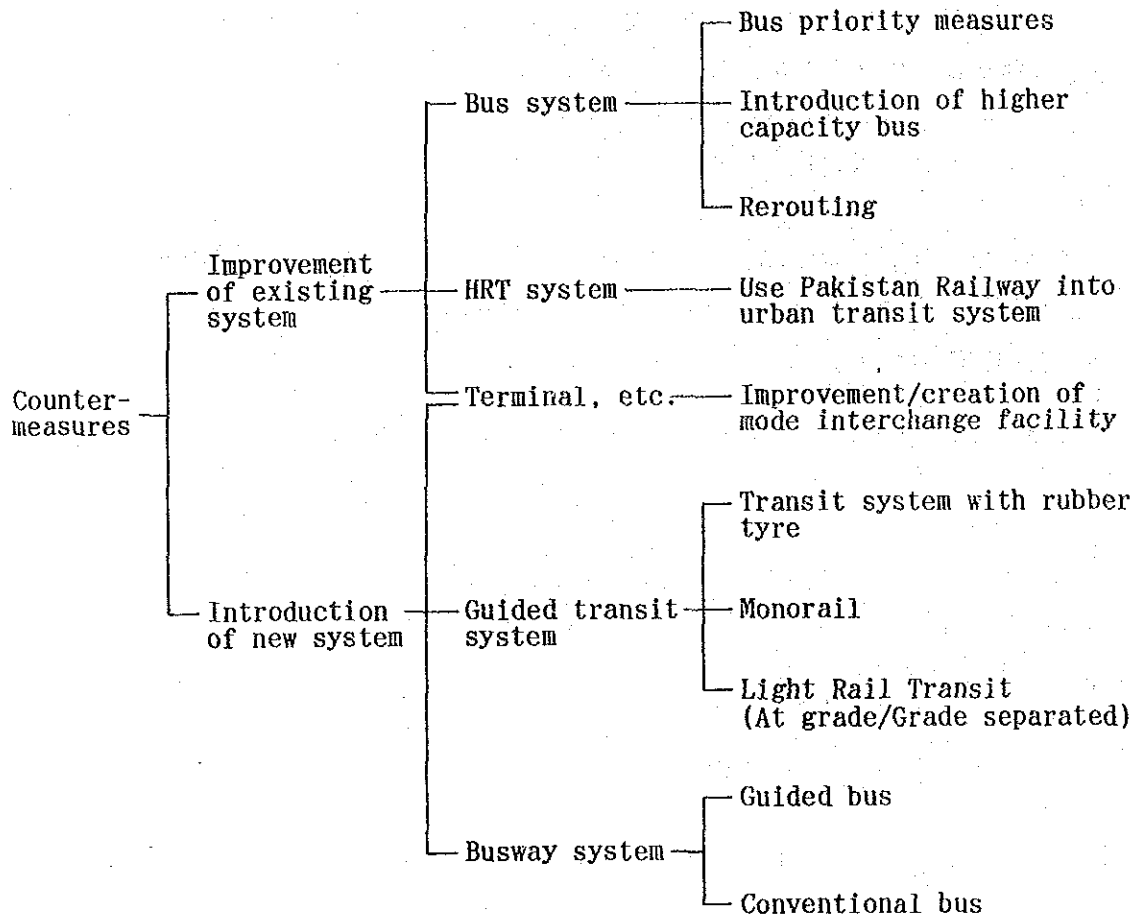 Bus priority measures
Bus system
Introduction of higher
capacity bus
Rerouting
Improvement
of existing
system
HRT system
Use Pakistan Railway into
urban transit system
Counter-
measures
Terminal, etc.
Improvement/creation of
mode interchange facility
Transit system with rubber
tyre
Introduction
of new system
Guided transit
system
Monorail
Light Rail Transit
(At grade/Grade separated)
Guided bus
Busway system
Conventional bus